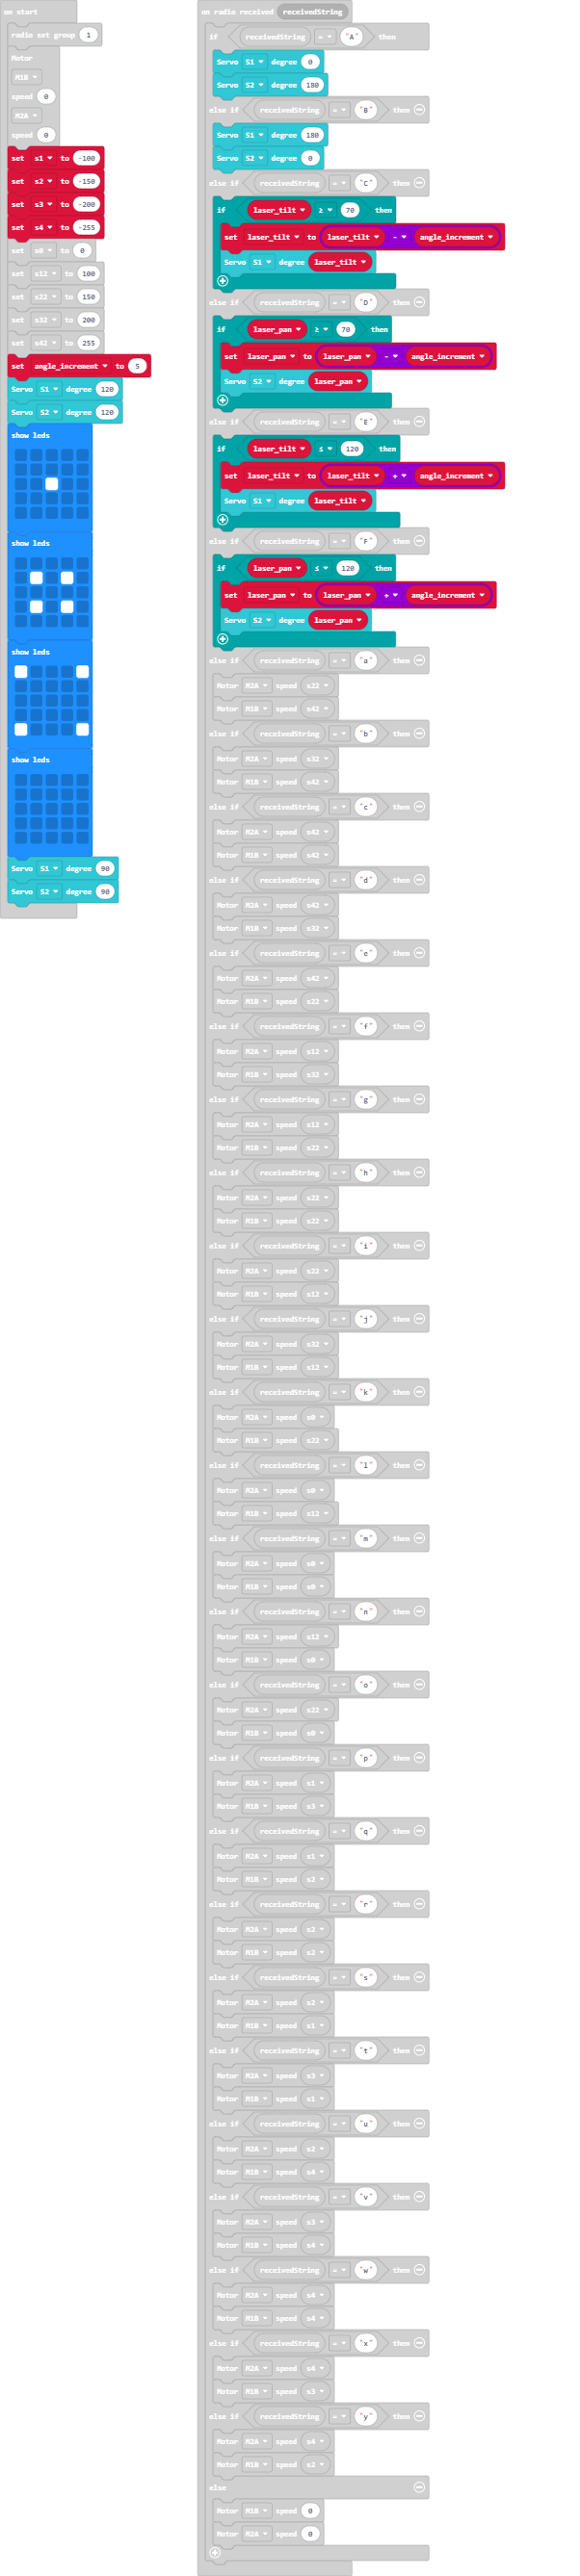 on start
radio set group 1
Motor
M1B
speed 0
M2A
speed 0
set s1 to -100
set s2 to -150
set s3 to -200
set s4 to -255
set s0 to 0
set s12 to 100
set s22 to 150
set s32 to 200
set s42 to 255
set angle_increment to 5
Servo S1 degree 120
Servo S2 degree 120
show leds
show leds
show leds
show leds
Servo S1 degree 90
Servo S2 degree 90
on radio received receivedString
if receivedString = "A" then
Servo S1 degree 0
Servo S2 degree 180
else if receivedString = "B" then
Servo S1 degree 180
Servo S2 degree 0
else if receivedString = "C" then
if laser_tilt ≥ 70 then
set laser_tilt to laser_tilt - angle_increment
Servo S1 degree laser_tilt
else if receivedString = "D" then
if laser_pan ≥ 70 then
set laser_pan to laser_pan - angle_increment
Servo S2 degree laser_pan
else if receivedString = "E" then
if laser_tilt ≤ 120 then
set laser_tilt to laser_tilt + angle_increment
Servo S1 degree laser_tilt
else if receivedString = "F" then
if laser_pan ≤ 120 then
set laser_pan to laser_pan + angle_increment
Servo S2 degree laser_pan
else if receivedString = "a" then
Motor M2A speed s22
Motor M1B speed s42
else if receivedString = "b" then
Motor M2A speed s32
Motor M1B speed s42
else if receivedString = "c" then
Motor M2A speed s42
Motor M1B speed s42
else if receivedString = "d" then
Motor M2A speed s42
Motor M1B speed s32
else if receivedString = "e" then
Motor M2A speed s42
Motor M1B speed s22
else if receivedString = "f" then
Motor M2A speed s12
Motor M1B speed s32
else if receivedString = "g" then
Motor M2A speed s12
Motor M1B speed s22
else if receivedString = "h" then
Motor M2A speed s22
Motor M1B speed s22
else if receivedString = "i" then
Motor M2A speed s22
Motor M1B speed s12
else if receivedString = "j" then
Motor M2A speed s32
Motor M1B speed s12
else if receivedString = "k" then
Motor M2A speed s0
Motor M1B speed s22
else if receivedString = "l" then
Motor M2A speed s0
Motor M1B speed s12
else if receivedString = "m" then
Motor M2A speed s0
Motor M1B speed s0
else if receivedString = "n" then
Motor M2A speed s12
Motor M1B speed s0
else if receivedString = "o" then
Motor M2A speed s22
Motor M1B speed s0
else if receivedString = "p" then
Motor M2A speed s1
Motor M1B speed s3
else if receivedString = "q" then
Motor M2A speed s1
Motor M1B speed s2
else if receivedString = "r" then
Motor M2A speed s2
Motor M1B speed s2
else if receivedString = "s" then
Motor M2A speed s2
Motor M1B speed s1
else if receivedString = "t" then
Motor M2A speed s3
Motor M1B speed s1
else if receivedString = "u" then
Motor M2A speed s2
Motor M1B speed s4
else if receivedString = "v" then
Motor M2A speed s3
Motor M1B speed s4
else if receivedString = "w" then
Motor M2A speed s4
Motor M1B speed s4
else if receivedString = "x" then
Motor M2A speed s4
Motor M1B speed s3
else if receivedString = "y" then
Motor M2A speed s4
Motor M1B speed s2
else
Motor M1B speed 0
Motor M2A speed 0